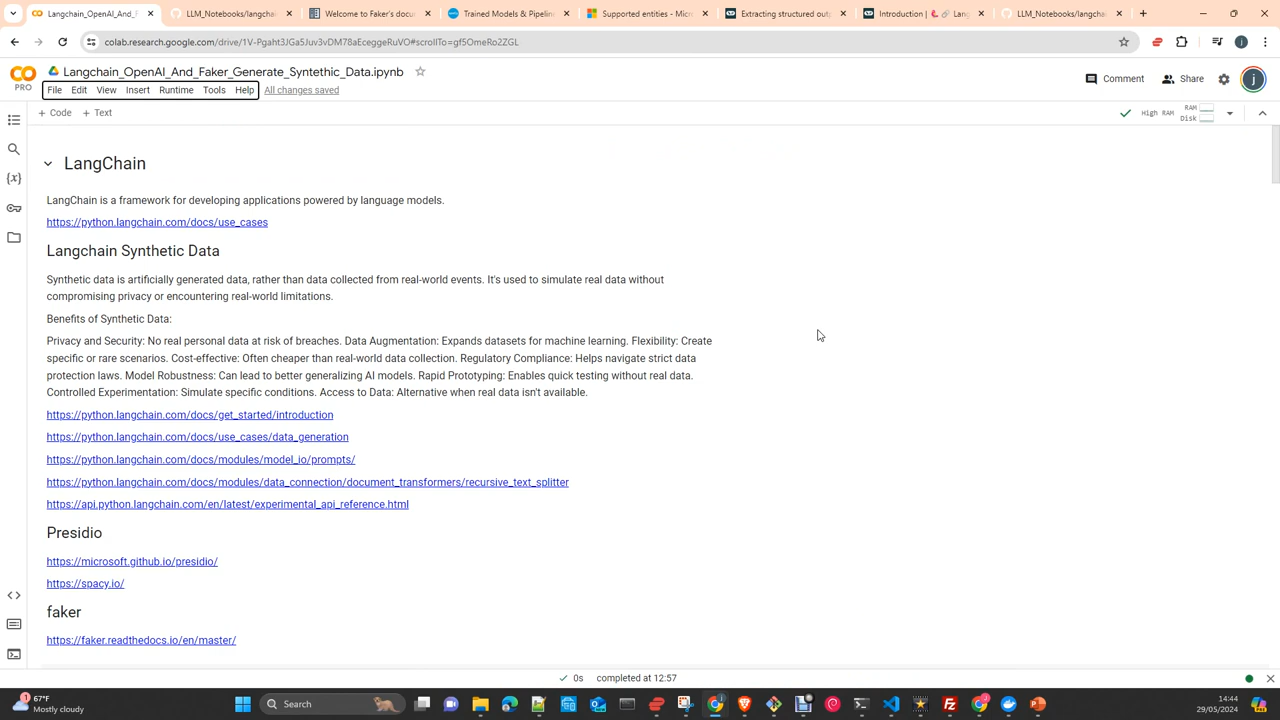 Langchain_OpenAI_And_F
LLM_Notebooks/langchain
Welcome to Faker's docu
Trained Models & Pipelin
Supported entities - Micro
Extracting structured outp
Introduction | 🦜️🔗 Lang
LLM_Notebooks/langchai
colab.research.google.com/drive/1V-Pgaht3JGa5Juv3vDM78aEceggeRuVO#scrollTo=gf5OmeRo2ZGL
PRO
Langchain_OpenAI_And_Faker_Generate_Syntethic_Data.ipynb
Comment
Share
j
File Edit View Insert Runtime Tools Help All changes saved
+ Code + Text
High RAM
RAM
Disk
LangChain
LangChain is a framework for developing applications powered by language models.
https://python.langchain.com/docs/use_cases
Langchain Synthetic Data
Synthetic data is artificially generated data, rather than data collected from real-world events. It's used to simulate real data without
compromising privacy or encountering real-world limitations.
Benefits of Synthetic Data:
Privacy and Security: No real personal data at risk of breaches. Data Augmentation: Expands datasets for machine learning. Flexibility: Create
specific or rare scenarios. Cost-effective: Often cheaper than real-world data collection. Regulatory Compliance: Helps navigate strict data
protection laws. Model Robustness: Can lead to better generalizing AI models. Rapid Prototyping: Enables quick testing without real data.
Controlled Experimentation: Simulate specific conditions. Access to Data: Alternative when real data isn't available.
https://python.langchain.com/docs/get_started/introduction
https://python.langchain.com/docs/use_cases/data_generation
https://python.langchain.com/docs/modules/model_io/prompts/
https://python.langchain.com/docs/modules/data_connection/document_transformers/recursive_text_splitter
https://api.python.langchain.com/en/latest/experimental_api_reference.html
Presidio
https://microsoft.github.io/presidio/
https://spacy.io/
faker
https://faker.readthedocs.io/en/master/
0s completed at 12:57
67°F
Mostly cloudy
Search
14:44
29/05/2024